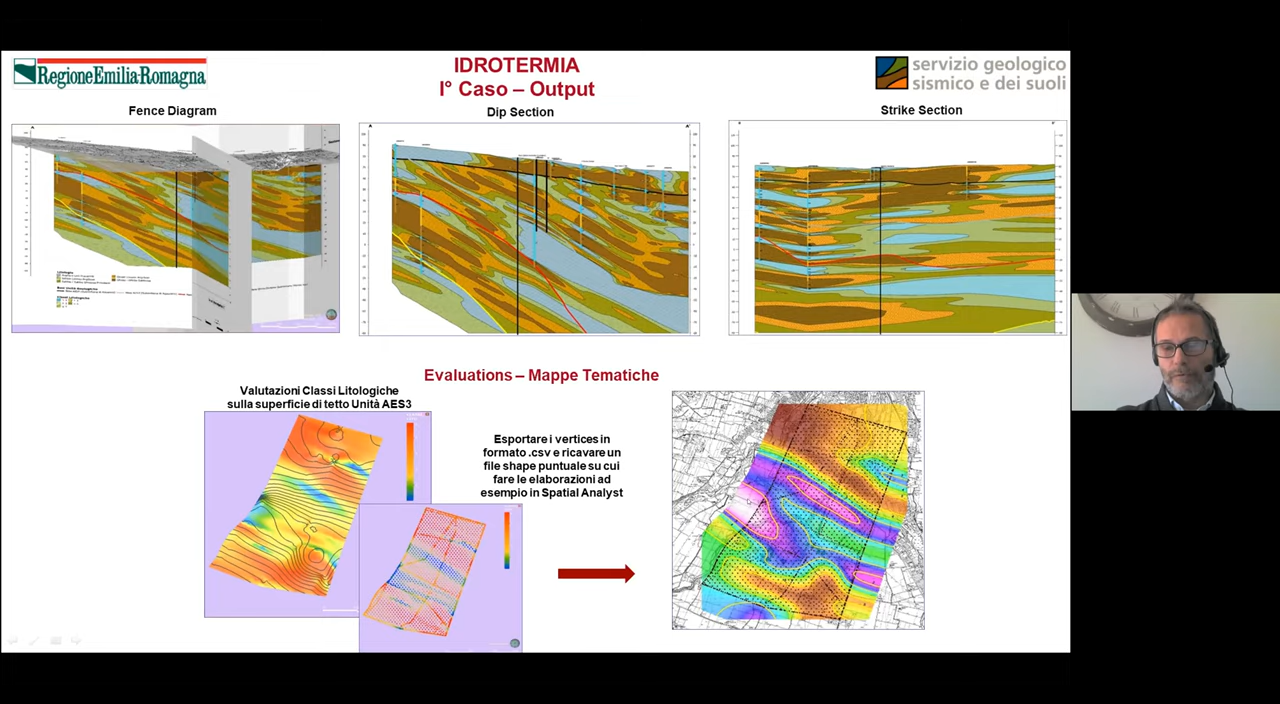 RegioneEmilia-Romagna
IDROTERMIA
I° Caso – Output
servizio geologico
sismico e dei suoli
Fence Diagram
Dip Section
Strike Section
Evaluations – Mappe Tematiche
Valutazioni Classi Litologiche
sulla superficie di tetto Unità AES3
Esportare i vertices in
formato .csv e ricavare un
file shape puntuale su cui
fare le elaborazioni ad
esempio in Spatial Analyst